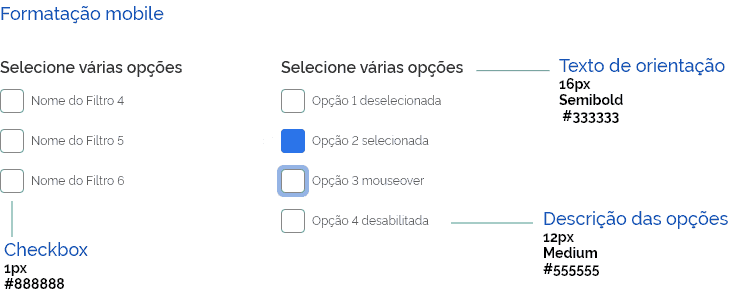 Formatação mobile
Selecione várias opções
Nome do Filtro 4
Nome do Filtro 5
Nome do Filtro 6
Checkbox
1px
#888888
Selecione várias opções
Opção 1 deselecionada
Opção 2 selecionada
Opção 3 mouseover
Opção 4 desabilitada
Texto de orientação
16px
Semibold
#333333
Descrição das opções
12px
Medium
#555555